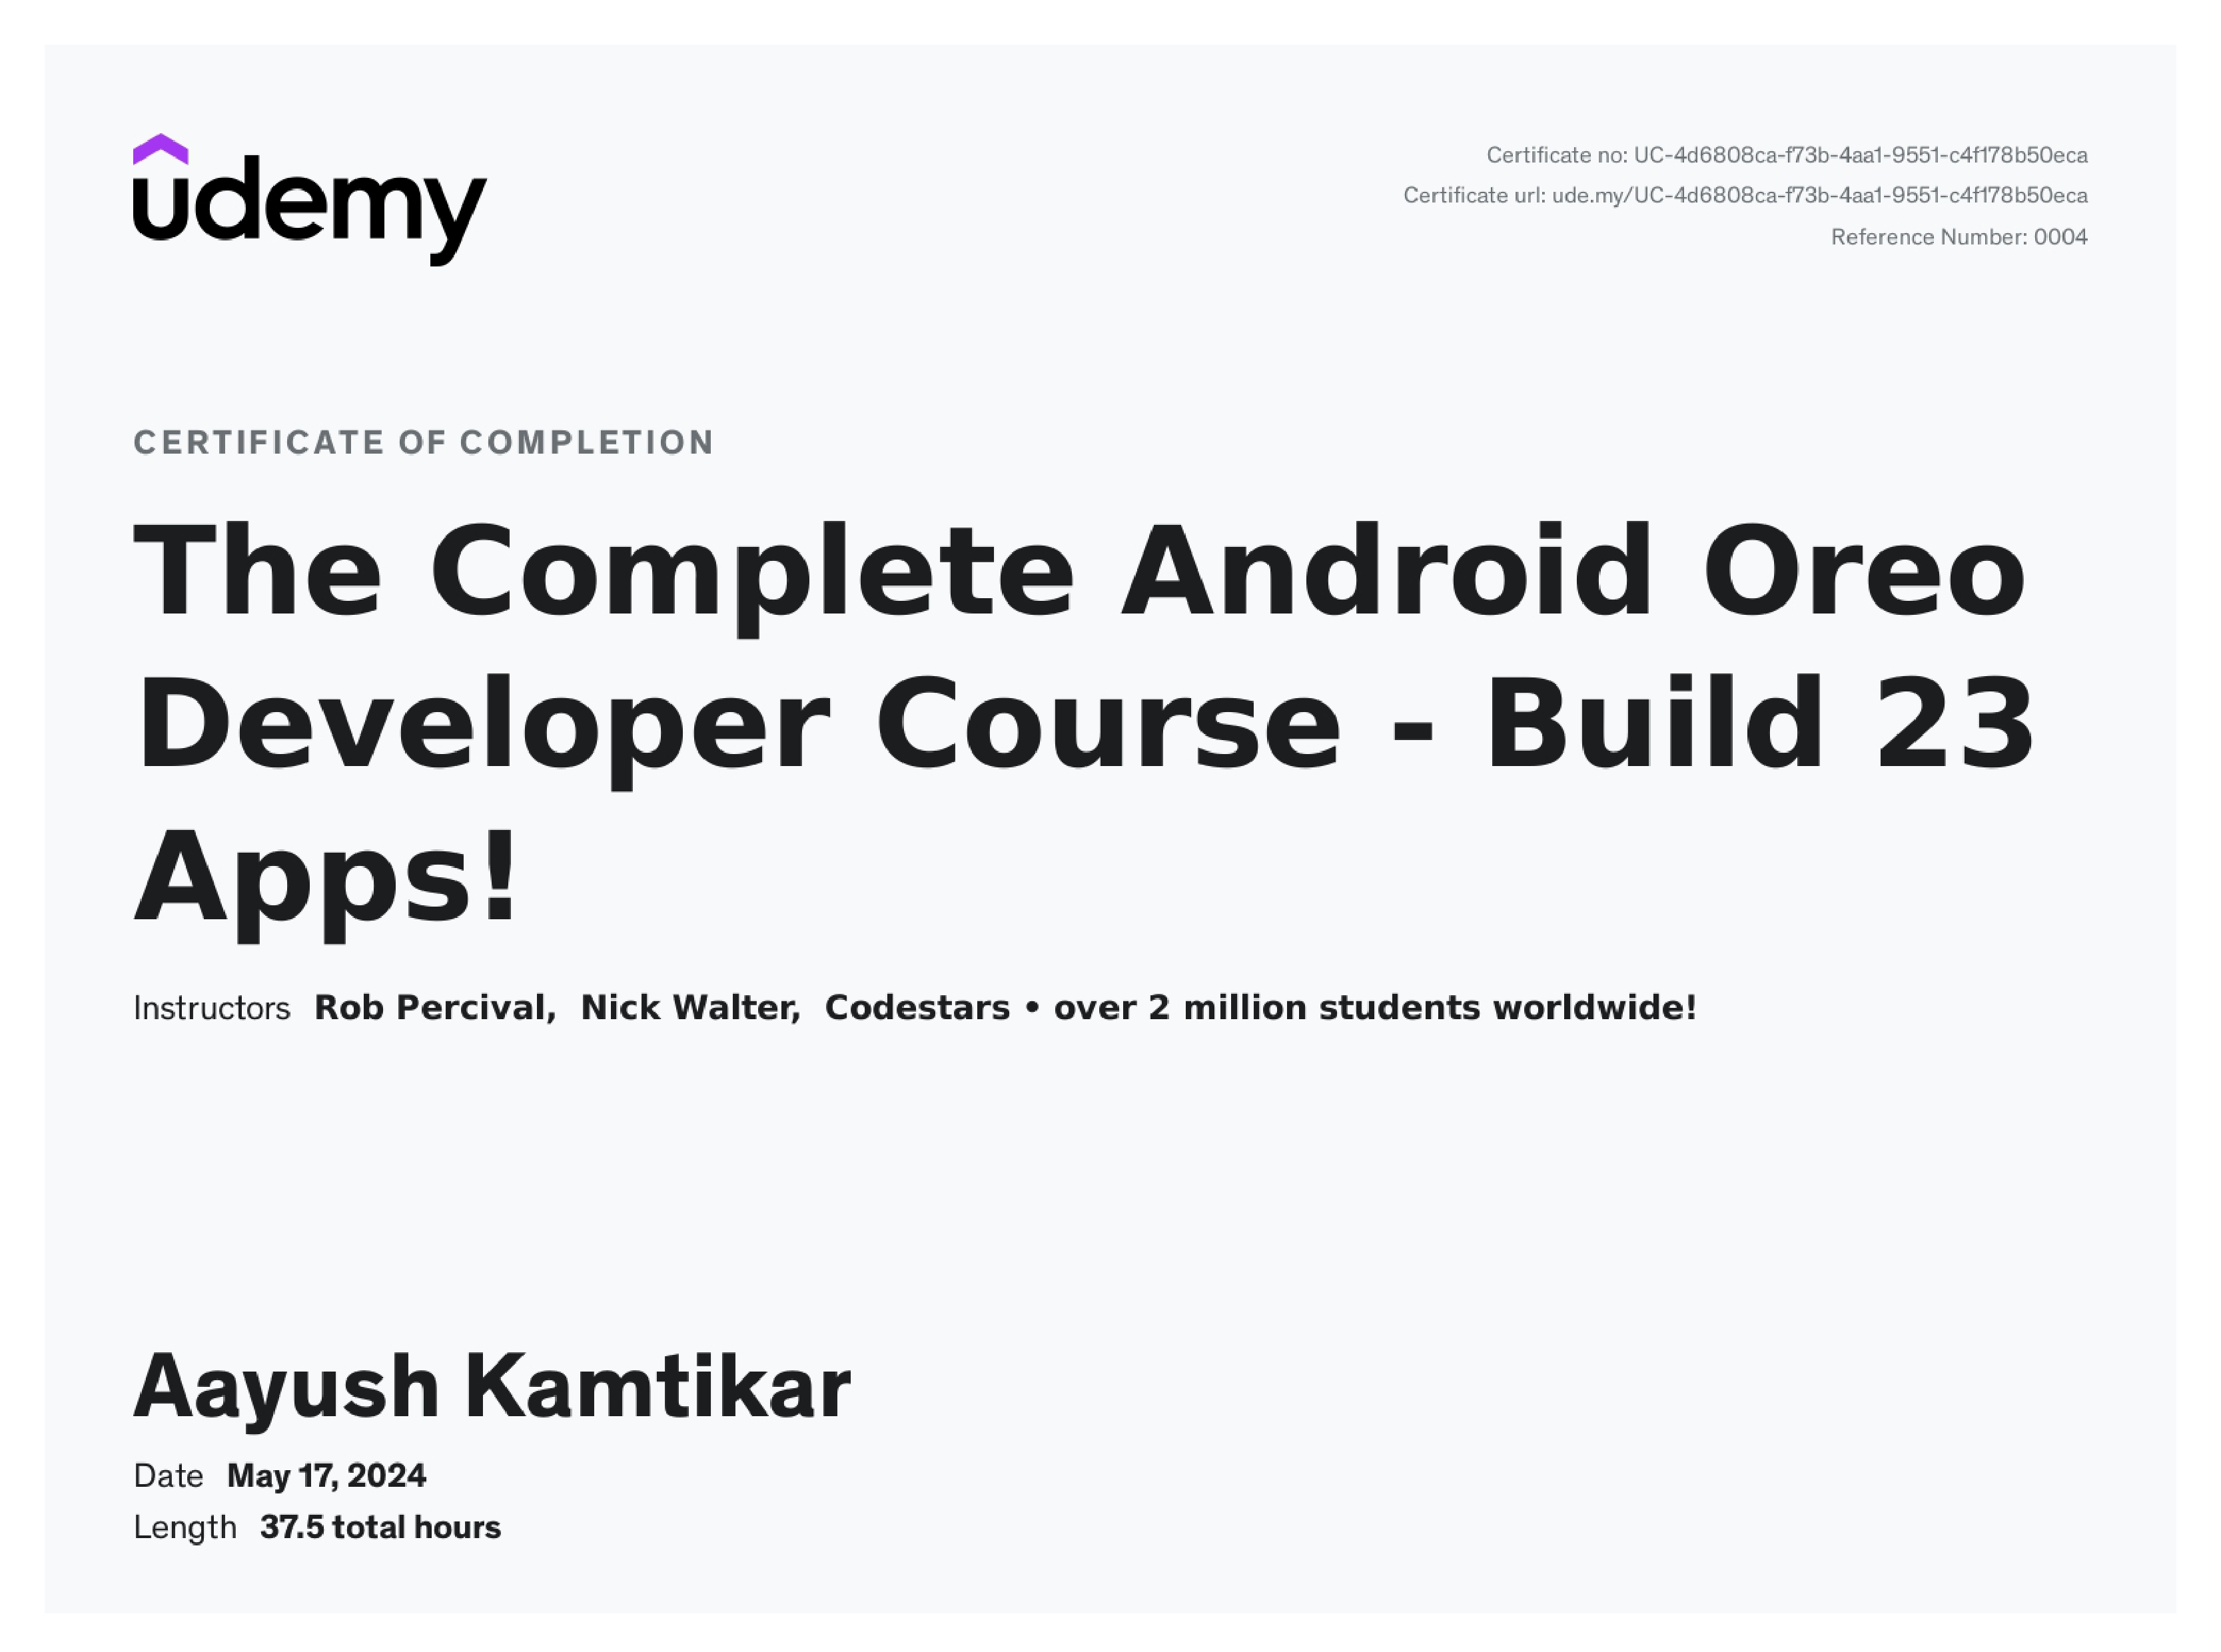 udemy
Certificate no: UC-4d6808ca-f73b-4aa1-9551-c4f178b50eca
Certificate url: ude.my/UC-4d6808ca-f73b-4aa1-9551-c4f178b50eca
Reference Number: 0004
CERTIFICATE OF COMPLETION
The Complete Android Oreo
Developer Course - Build 23
Apps!
Instructors Rob Percival, Nick Walter, Codestars • over 2 million students worldwide!
Aayush Kamtikar
Date May 17, 2024
Length 37.5 total hours